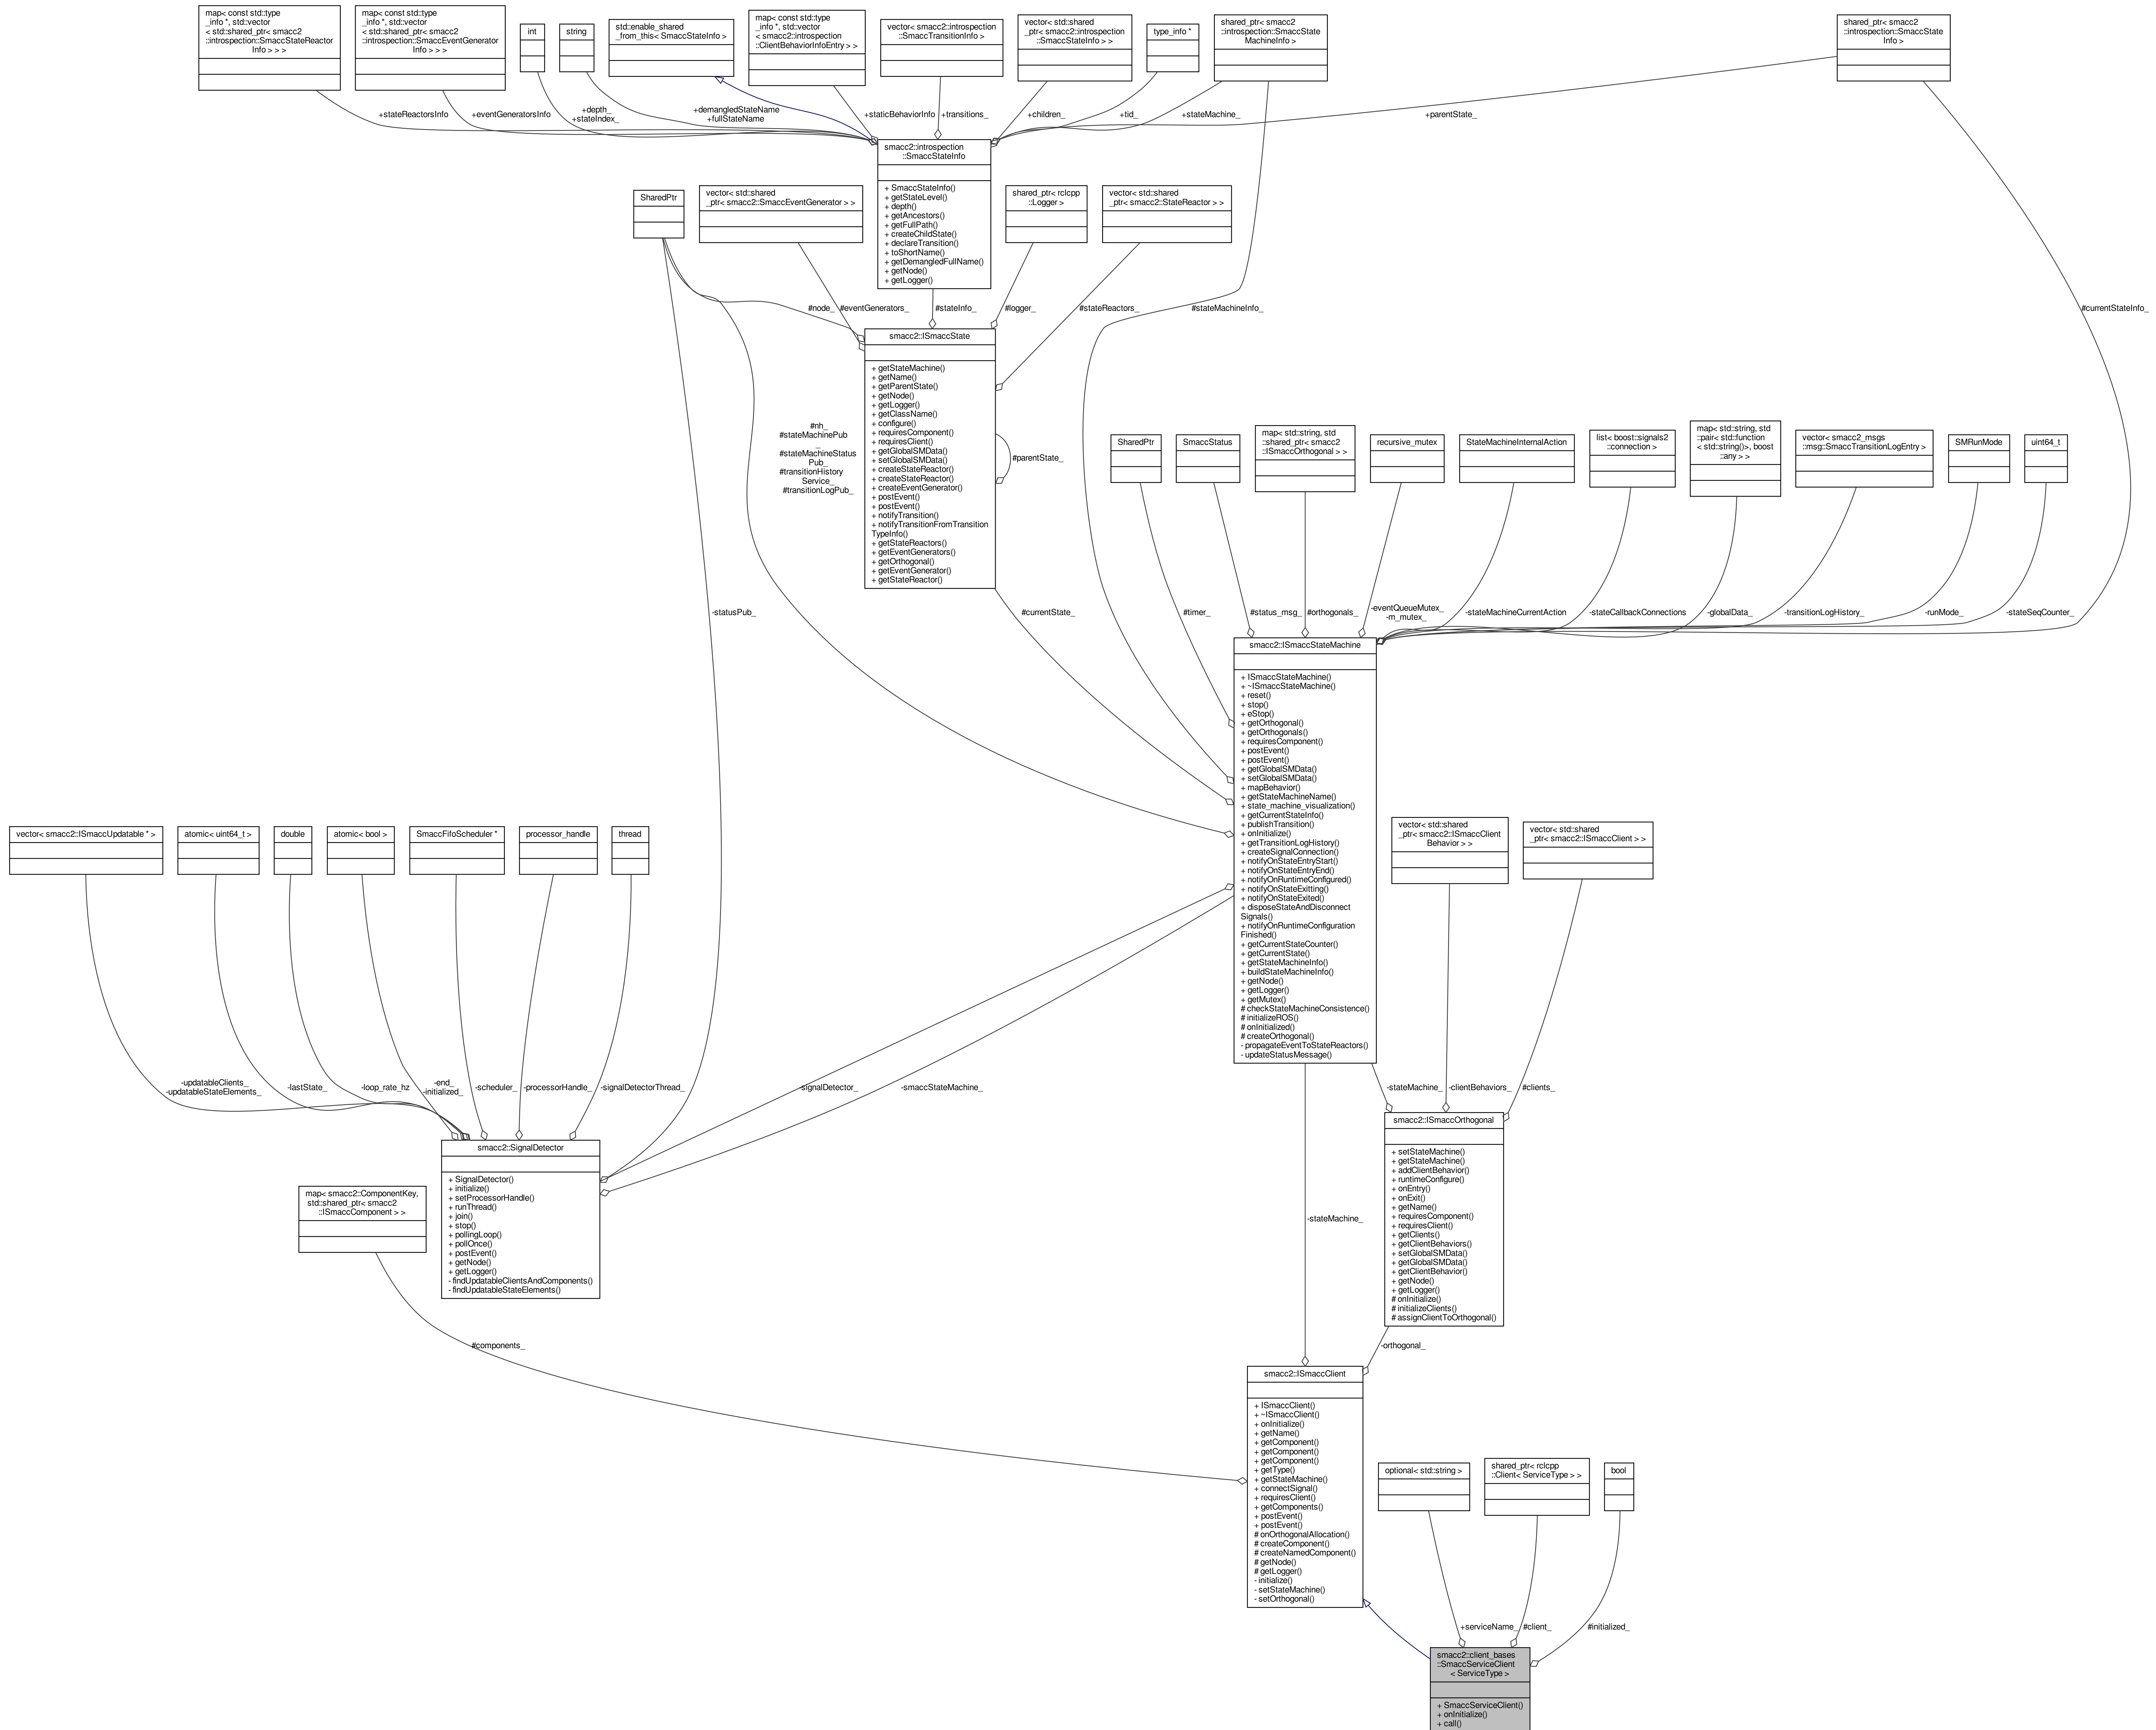 map< const std::type
_info *, std::vector
< std::shared_ptr< smacc2
::introspection::SmaccStateReactor
Info > > >
map< const std::type
_info *, std::vector
< std::shared_ptr< smacc2
::introspection::SmaccEventGenerator
Info > > >
int
string
std::enable_shared
_from_this< SmaccStateInfo >
map< const std::type
_info *, std::vector
< smacc2::introspection
::ClientBehaviorInfoEntry > >
vector< smacc2::introspection
::SmaccTransitionInfo >
vector< std::shared
_ptr< smacc2::introspection
::SmaccStateInfo > >
type_info *
shared_ptr< smacc2
::introspection::SmaccState
MachineInfo >
shared_ptr< smacc2
::introspection::SmaccState
Info >
+stateReactorsInfo
+eventGeneratorsInfo
+depth_
+stateIndex_
+demangledStateName
+fullStateName
+staticBehaviorInfo
+transitions_
+children_
+tid_
+stateMachine_
+parentState_
smacc2::introspection
::SmaccStateInfo
+ SmaccStateInfo()
+ getStateLevel()
+ depth()
+ getAncestors()
+ getFullPath()
+ createChildState()
+ declareTransition()
+ toShortName()
+ getDemangledFullName()
+ getNode()
+ getLogger()
SharedPtr
vector< std::shared
_ptr< smacc2::SmaccEventGenerator > >
shared_ptr< rclcpp
::Logger >
vector< std::shared
_ptr< smacc2::StateReactor > >
#node_
#eventGenerators_
#stateInfo_
#logger_
#stateReactors_
#stateMachineInfo_
#currentStateInfo_
smacc2::ISmaccState
+ getStateMachine()
+ getName()
+ getParentState()
+ getNode()
+ getLogger()
+ getClassName()
+ configure()
+ requiresComponent()
+ requiresClient()
+ getGlobalSMData()
+ setGlobalSMData()
+ createStateReactor()
+ createStateReactor()
+ createEventGenerator()
+ postEvent()
+ postEvent()
+ notifyTransition()
+ notifyTransitionFromTransition
TypeInfo()
+ getStateReactors()
+ getEventGenerators()
+ getOrthogonal()
+ getEventGenerator()
+ getStateReactor()
#parentState_
#nh_
#stateMachinePub
_
#stateMachineStatus
Pub_
#transitionHistory
Service_
#transitionLogPub_
SharedPtr
SmaccStatus
map< std::string, std
::shared_ptr< smacc2
::ISmaccOrthogonal > >
recursive_mutex
StateMachineInternalAction
list< boost::signals2
::connection >
map< std::string, std
::pair< std::function
< std::string()>, boost
::any > >
vector< smacc2_msgs
::msg::SmaccTransitionLogEntry >
SMRunMode
uint64_t
-statusPub_
#currentState_
#timer_
#status_msg_
#orthogonals_
-eventQueueMutex_
-m_mutex_
-stateMachineCurrentAction
-stateCallbackConnections
-globalData_
-transitionLogHistory_
-runMode_
-stateSeqCounter_
smacc2::ISmaccStateMachine
+ ISmaccStateMachine()
+ ~ISmaccStateMachine()
+ reset()
+ stop()
+ eStop()
+ getOrthogonal()
+ getOrthogonals()
+ requiresComponent()
+ postEvent()
+ postEvent()
+ getGlobalSMData()
+ setGlobalSMData()
+ mapBehavior()
+ getStateMachineName()
+ state_machine_visualization()
+ getCurrentStateInfo()
+ publishTransition()
+ onInitialize()
+ getTransitionLogHistory()
+ createSignalConnection()
+ notifyOnStateEntryStart()
+ notifyOnStateEntryEnd()
+ notifyOnRuntimeConfigured()
+ notifyOnStateExitting()
+ notifyOnStateExited()
+ disposeStateAndDisconnect
Signals()
+ notifyOnRuntimeConfiguration
Finished()
+ getCurrentStateCounter()
+ getCurrentState()
+ getStateMachineInfo()
+ buildStateMachineInfo()
+ getNode()
+ getLogger()
+ getMutex()
# checkStateMachineConsistence()
# initializeROS()
# onInitialized()
# createOrthogonal()
- propagateEventToStateReactors()
- updateStatusMessage()
vector< smacc2::ISmaccUpdatable * >
atomic< uint64_t >
double
atomic< bool >
SmaccFifoScheduler *
processor_handle
thread
vector< std::shared
_ptr< smacc2::ISmaccClient
Behavior > >
vector< std::shared
_ptr< smacc2::ISmaccClient > >
-updatableClients_
-updatableStateElements_
-lastState_
-loop_rate_hz
-end_
-initialized_
-scheduler_
-processorHandle_
-signalDetectorThread_
-signalDetector_
-smaccStateMachine_
-stateMachine_
-clientBehaviors_
#clients_
smacc2::SignalDetector
+ SignalDetector()
+ initialize()
+ setProcessorHandle()
+ runThread()
+ join()
+ stop()
+ pollingLoop()
+ pollOnce()
+ postEvent()
+ getNode()
+ getLogger()
- findUpdatableClientsAndComponents()
- findUpdatableStateElements()
smacc2::ISmaccOrthogonal
+ setStateMachine()
+ getStateMachine()
+ addClientBehavior()
+ runtimeConfigure()
+ onEntry()
+ onExit()
+ getName()
+ requiresComponent()
+ requiresClient()
+ getClients()
+ getClientBehaviors()
+ setGlobalSMData()
+ getGlobalSMData()
+ getClientBehavior()
+ getNode()
+ getLogger()
# onInitialize()
# initializeClients()
# assignClientToOrthogonal()
map< smacc2::ComponentKey,
std::shared_ptr< smacc2
::ISmaccComponent > >
-stateMachine_
#components_
-orthogonal_
smacc2::ISmaccClient
+ ISmaccClient()
+ ~ISmaccClient()
+ onInitialize()
+ getName()
+ getComponent()
+ getComponent()
+ getComponent()
+ getType()
+ getStateMachine()
+ connectSignal()
+ requiresClient()
+ getComponents()
+ postEvent()
+ postEvent()
# onOrthogonalAllocation()
# createComponent()
# createNamedComponent()
# getNode()
# getLogger()
- initialize()
- setStateMachine()
- setOrthogonal()
optional< std::string >
shared_ptr< rclcpp
::Client< ServiceType > >
bool
+serviceName_
#client_
#initialized_
smacc2::client_bases
::SmaccServiceClient
< ServiceType >
+ SmaccServiceClient()
+ onInitialize()
+ call()